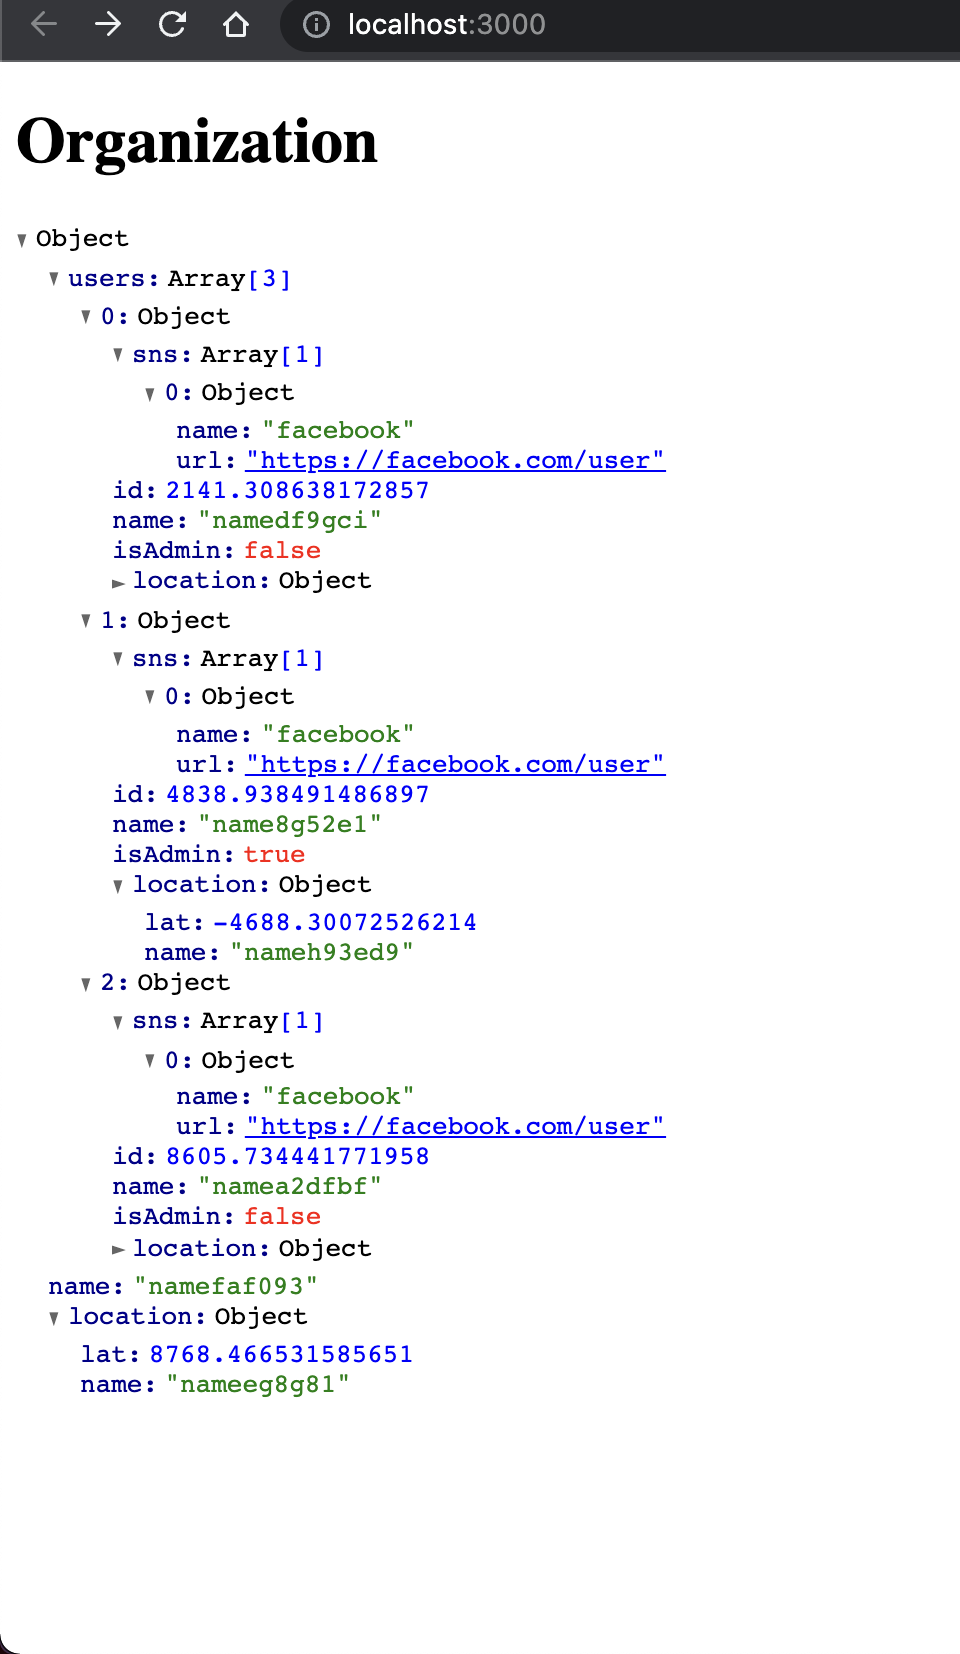 localhost:3000
Organization
▼ Object
▼ users: Array[3]
▼ 0: Object
▼ sns: Array[1]
▼ 0: Object
name: "facebook"
url: "https://facebook.com/user"
id: 2141.308638172857
name: "namedf9gci"
isAdmin: false
► location: Object
▼ 1: Object
▼ sns: Array[1]
▼ 0: Object
name: "facebook"
url: "https://facebook.com/user"
id: 4838.938491486897
name: "name8g52e1"
isAdmin: true
▼ location: Object
lat: -4688.30072526214
name: "nameh93ed9"
▼ 2: Object
▼ sns: Array[1]
▼ 0: Object
name: "facebook"
url: "https://facebook.com/user"
id: 8605.734441771958
name: "namea2dfbf"
isAdmin: false
► location: Object
name: "namefaf093"
▼ location: Object
lat: 8768.466531585651
name: "nameeg8g81"